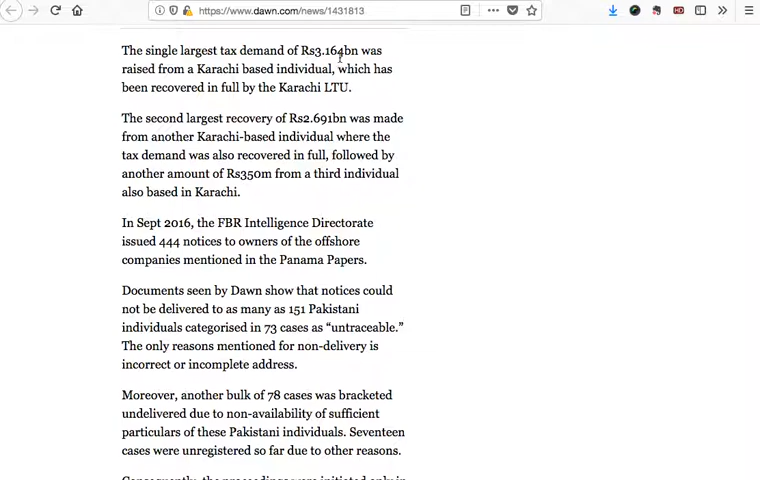 https://www.dawn.com/news/1431813
The single largest tax demand of Rs3.164bn was
raised from a Karachi based individual, which has
been recovered in full by the Karachi LTU.
The second largest recovery of Rs2.691bn was made
from another Karachi-based individual where the
tax demand was also recovered in full, followed by
another amount of Rs350m from a third individual
also based in Karachi.
In Sept 2016, the FBR Intelligence Directorate
issued 444 notices to owners of the offshore
companies mentioned in the Panama Papers.
Documents seen by Dawn show that notices could
not be delivered to as many as 151 Pakistani
individuals categorised in 73 cases as “untraceable.”
The only reasons mentioned for non-delivery is
incorrect or incomplete address.
Moreover, another bulk of 78 cases was bracketed
undelivered due to non-availability of sufficient
particulars of these Pakistani individuals. Seventeen
cases were unregistered so far due to other reasons.
Consequently, the proceedings were initiated only in